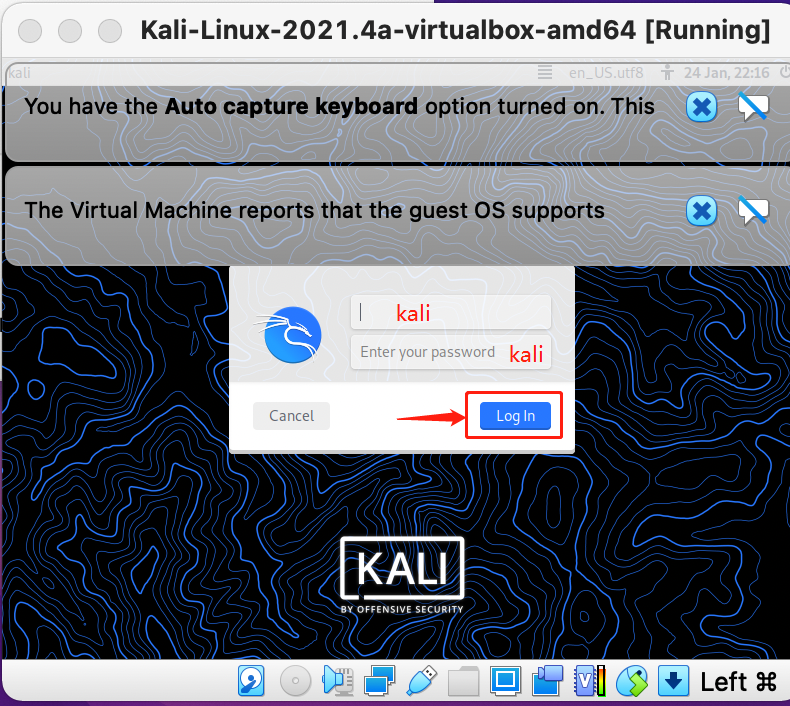 Kali-Linux-2021.4a-virtualbox-amd64 [Running]
kali en_US.utf8 24 Jan, 22:16
You have the Auto capture keyboard option turned on. This
The Virtual Machine reports that the guest OS supports
kali
Enter your password kali
Cancel Log In
KALI
BY OFFENSIVE SECURITY
V
Left ⌘